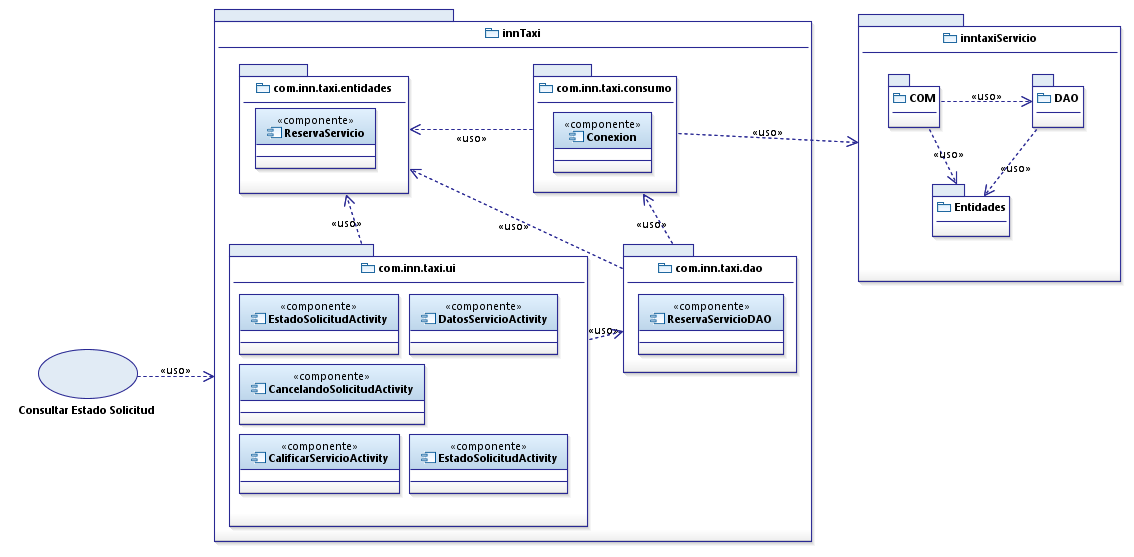 innTaxi
inntaxiServicio
com.inn.taxi.entidades
«componente»
ReservaServicio
«uso»
com.inn.taxi.consumo
«componente»
Conexion
«uso»
COM
«uso»
DAO
«uso»
«uso»
Entidades
«uso»
«uso»
«uso»
com.inn.taxi.ui
«componente»
EstadoSolicitudActivity
«componente»
DatosServicioActivity
«componente»
CancelandoSolicitudActivity
«componente»
CalificarServicioActivity
«componente»
EstadoSolicitudActivity
«uso»
com.inn.taxi.dao
«componente»
ReservaServicioDAO
«uso»
Consultar Estado Solicitud